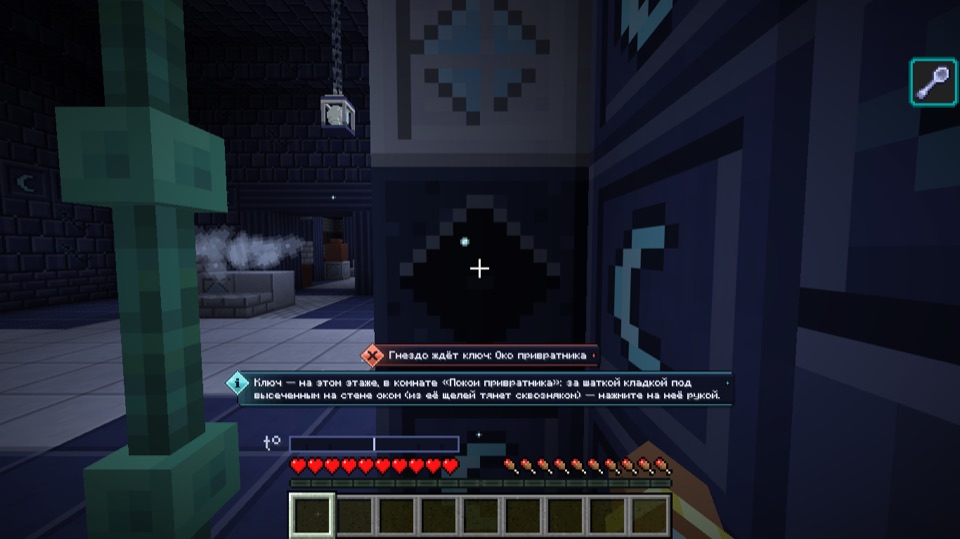 Гнездо ждёт ключ: Око привратника
Ключ — на этом этаже, в комнате «Покои привратника»: за шаткой кладкой под
высеченным на стене оком (из её щелей тянет сквозняком) — нажмите на неё рукой.
t°